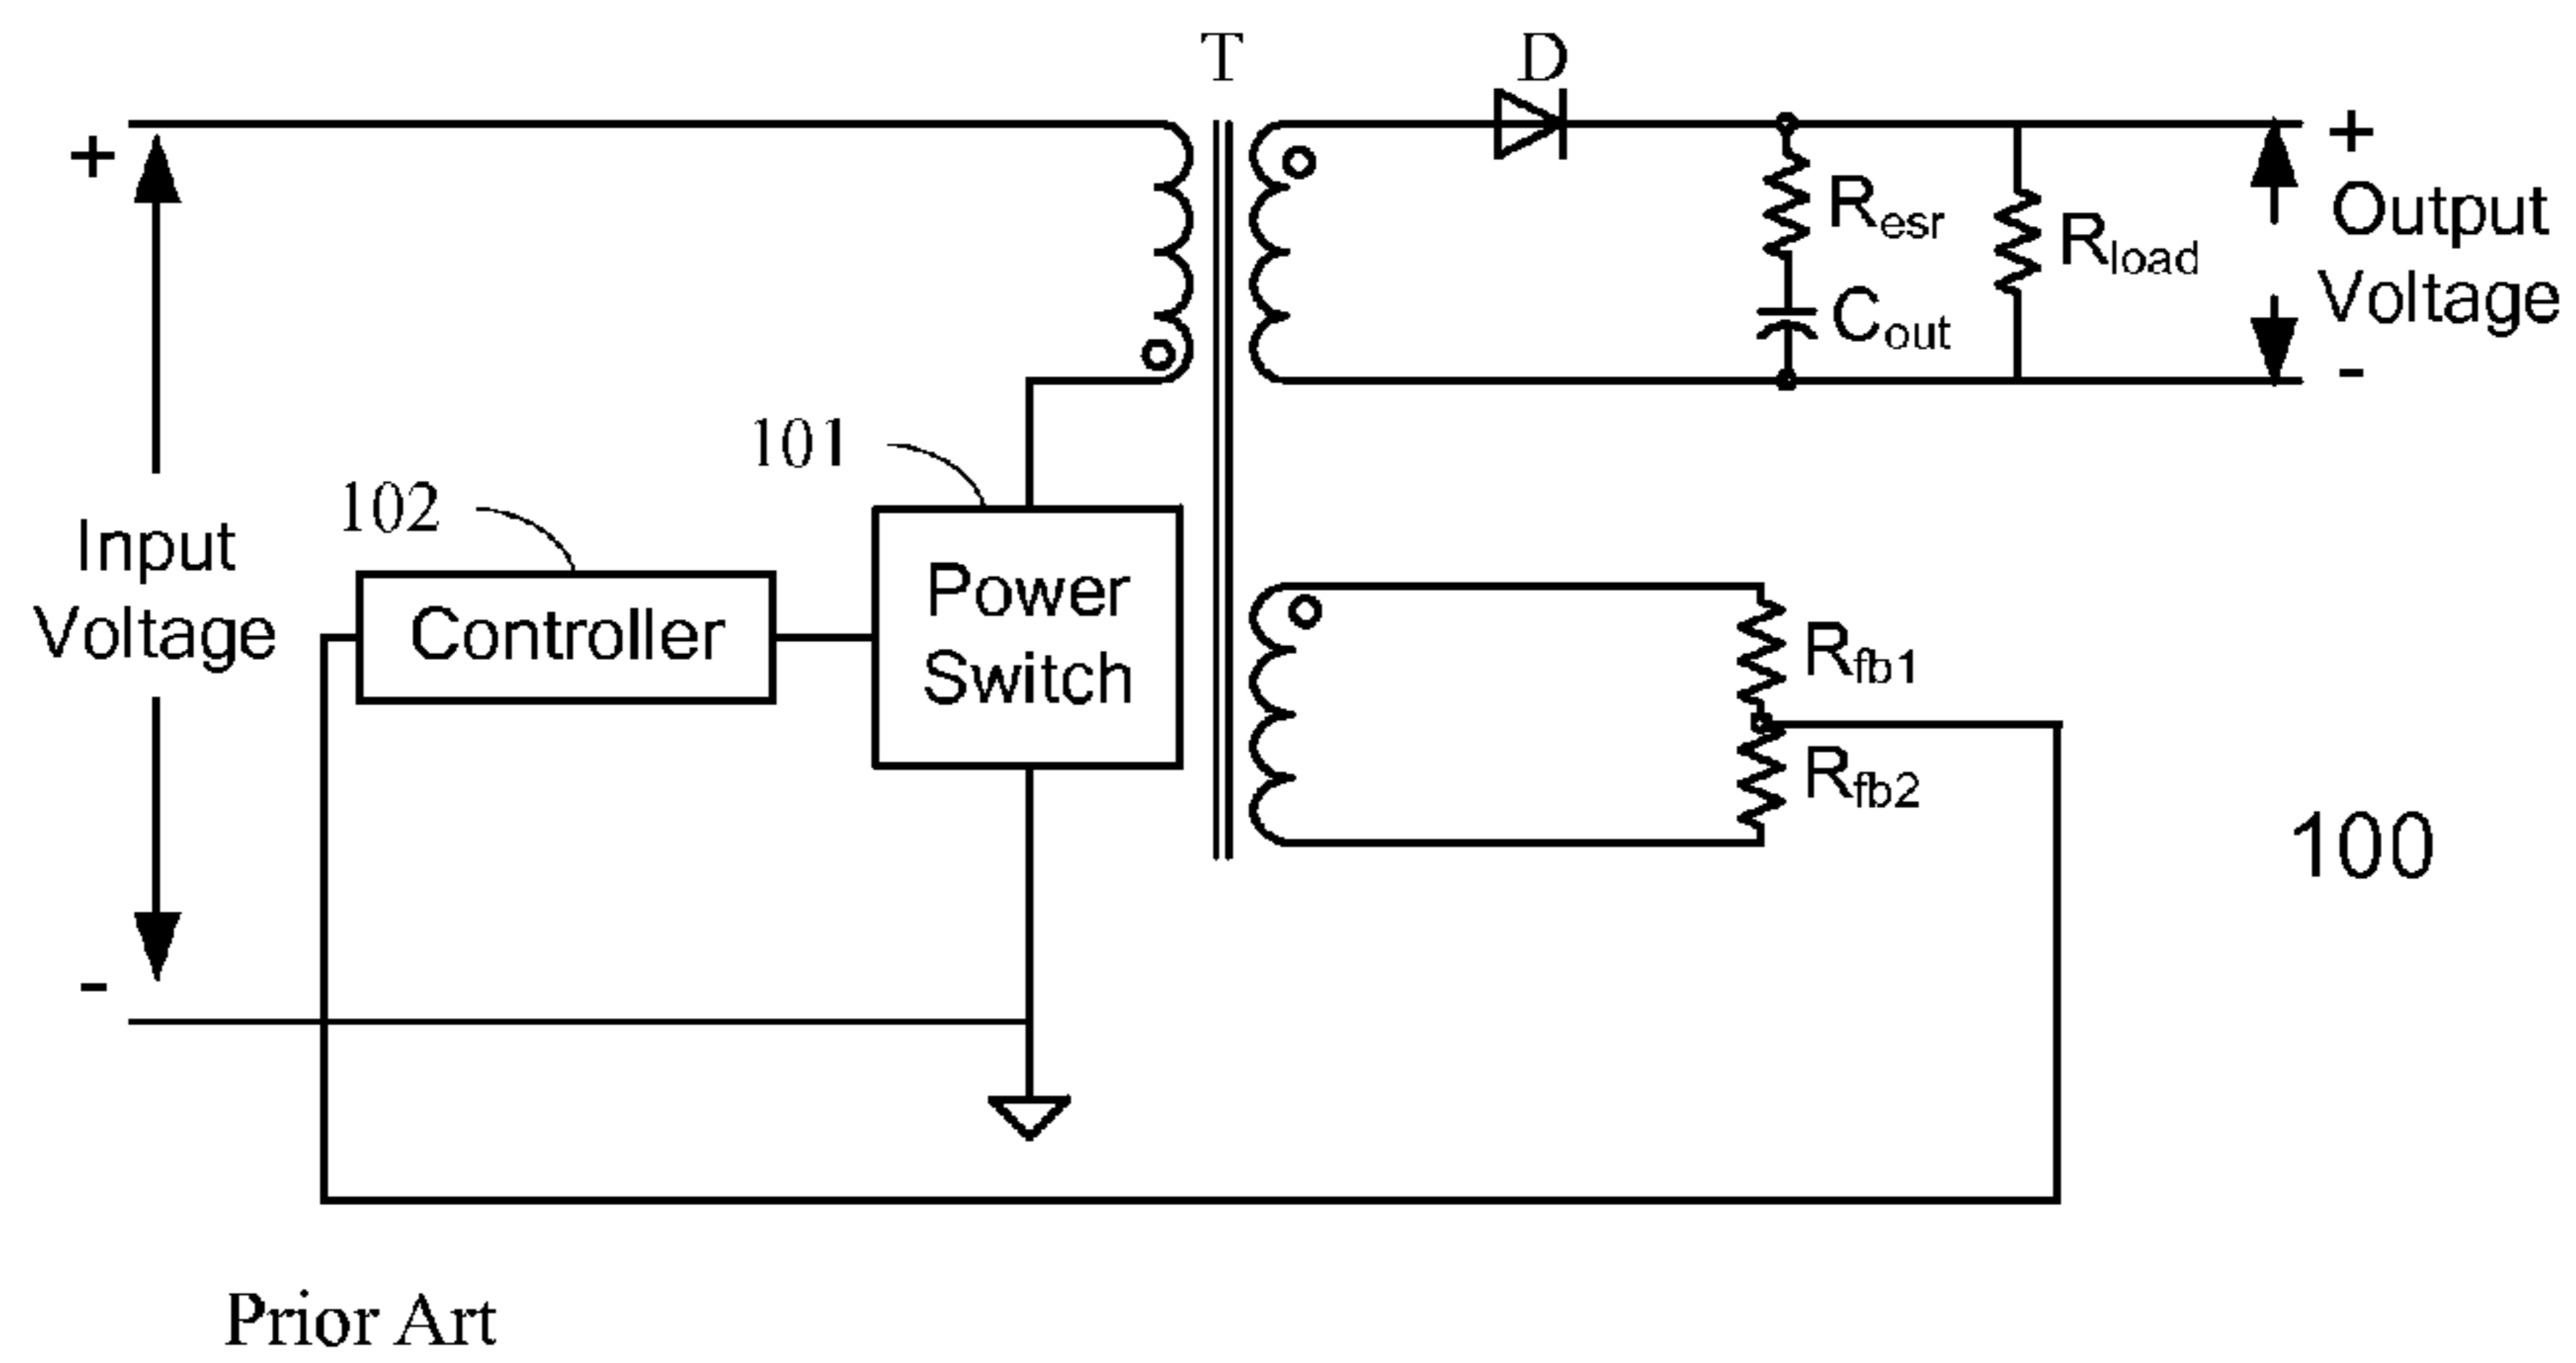 T
D
+
+
Output
Voltage
-
Resr
Rload
Cout
101
102
Input
Voltage
Controller
Power
Switch
Rfb1
Rfb2
100
-
Prior Art